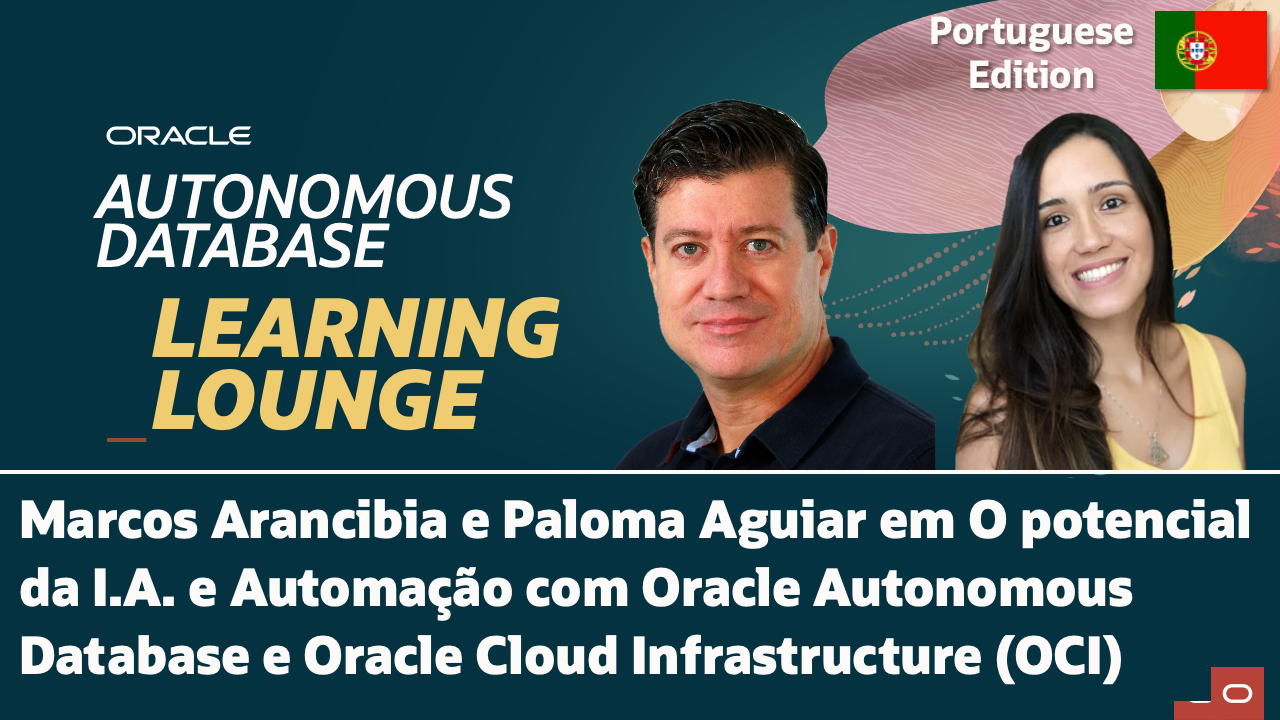 Portuguese
Edition
ORACLE
AUTONOMOUS
DATABASE
LEARNING
LOUNGE
Marcos Arancibia e Paloma Aguiar em O potencial
da I.A. e Automação com Oracle Autonomous
Database e Oracle Cloud Infrastructure (OCI)